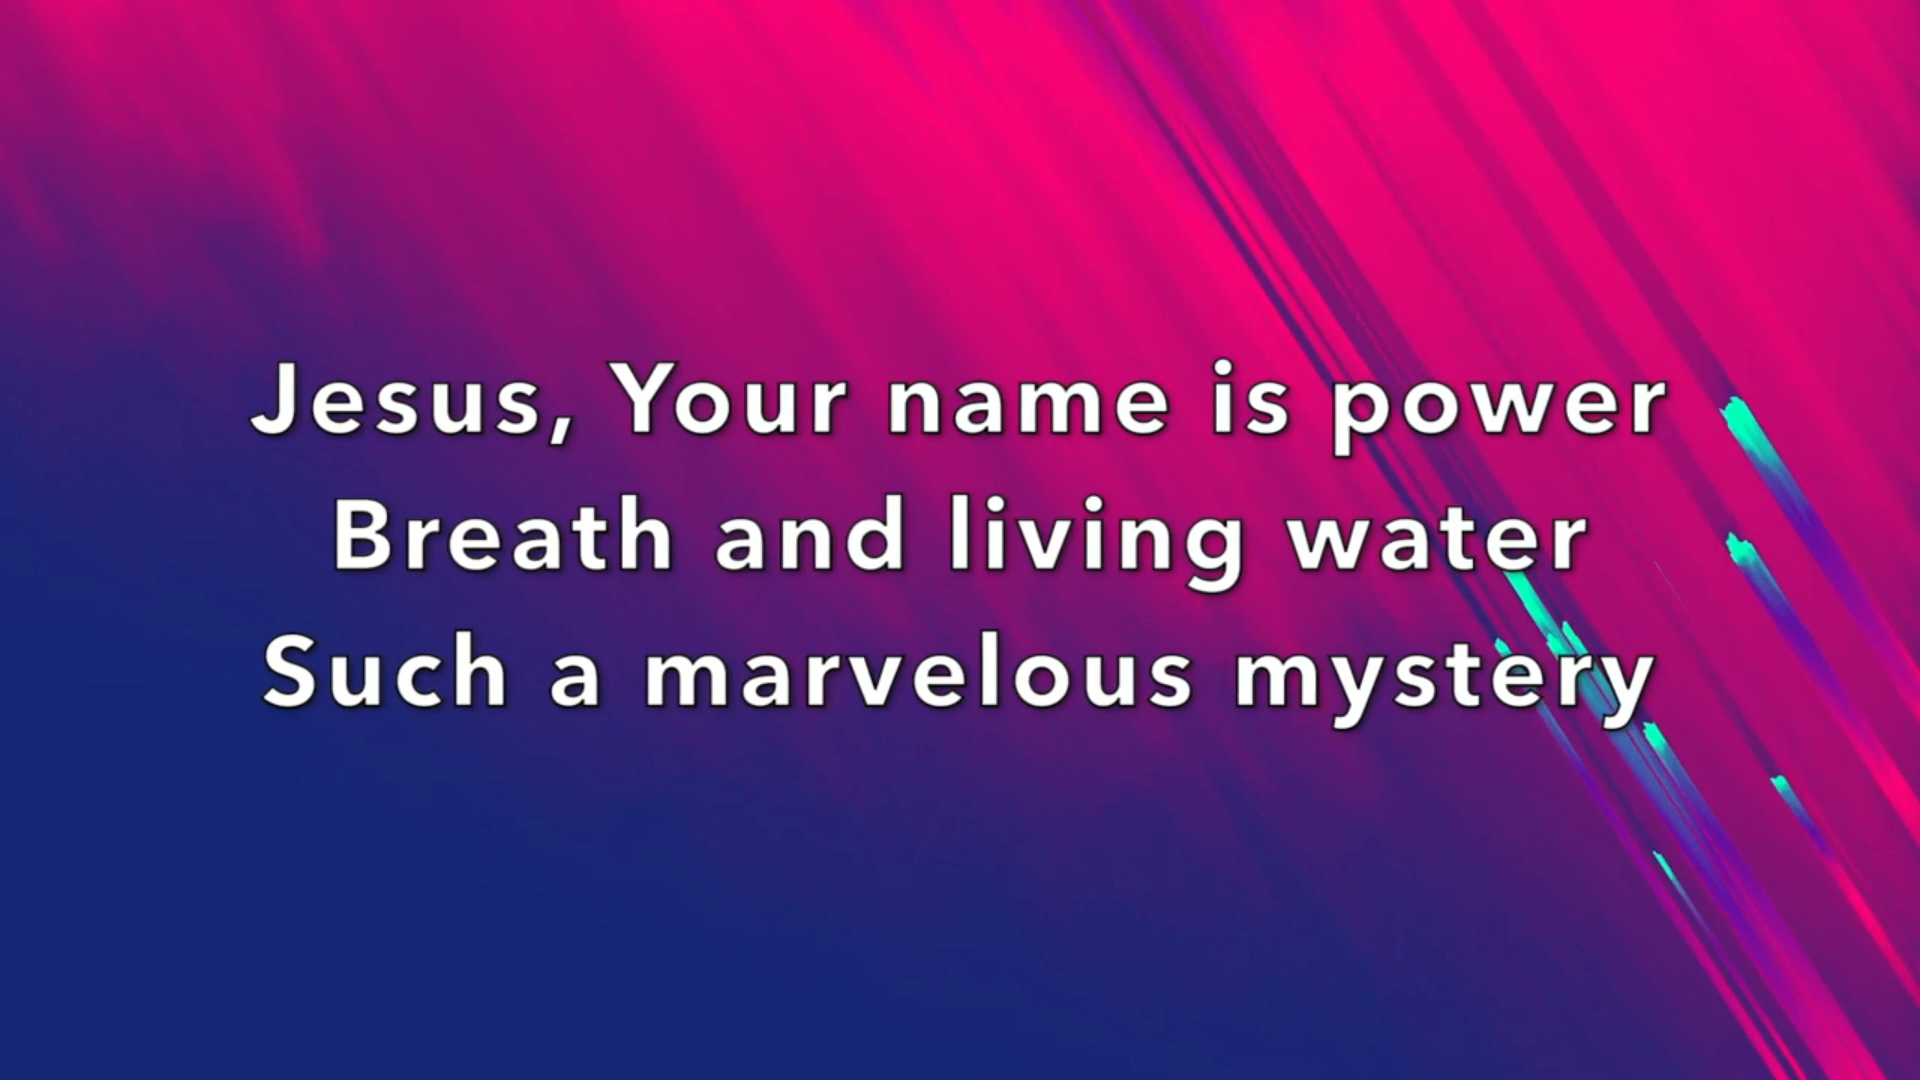 Jesus, Your name is power
Breath and living water
Such a marvelous mystery